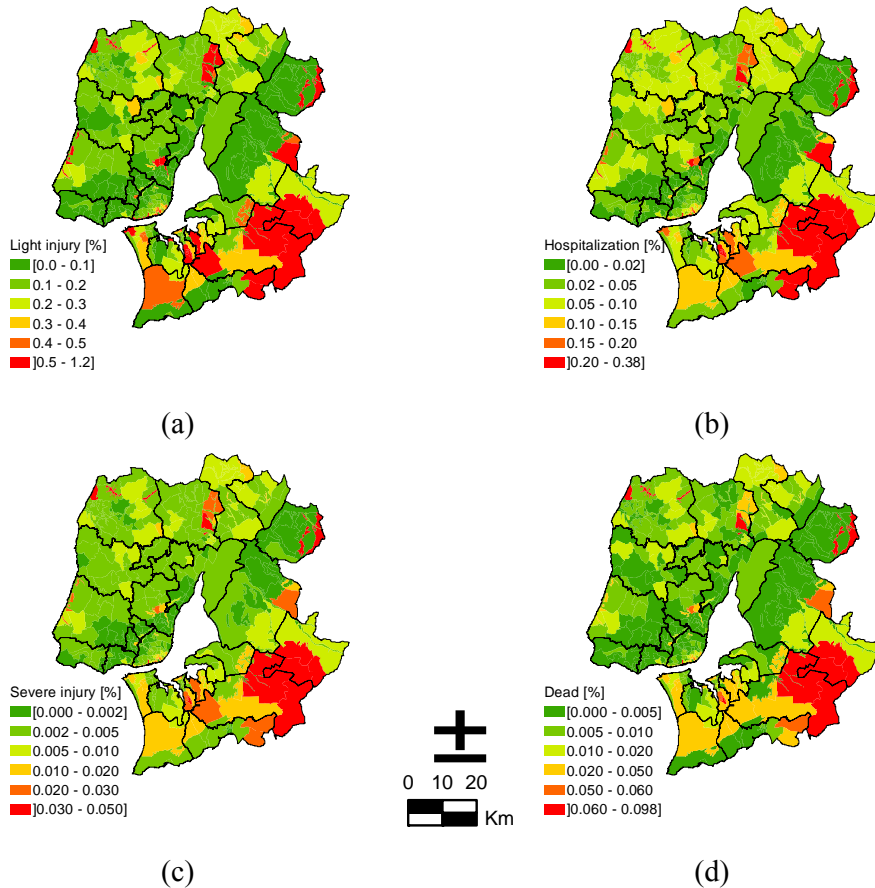 Light injury [%]
[0.0 - 0.1]
0.1 - 0.2
0.2 - 0.3
0.3 - 0.4
0.4 - 0.5
]0.5 - 1.2]
(a)
Hospitalization [%]
[0.00 - 0.02]
0.02 - 0.05
0.05 - 0.10
0.10 - 0.15
0.15 - 0.20
]0.20 - 0.38]
(b)
Severe injury [%]
[0.000 - 0.002]
0.002 - 0.005
0.005 - 0.010
0.010 - 0.020
0.020 - 0.030
]0.030 - 0.050]
(c)
0 10 20
Km
Dead [%]
[0.000 - 0.005]
0.005 - 0.010
0.010 - 0.020
0.020 - 0.050
0.050 - 0.060
]0.060 - 0.098]
(d)